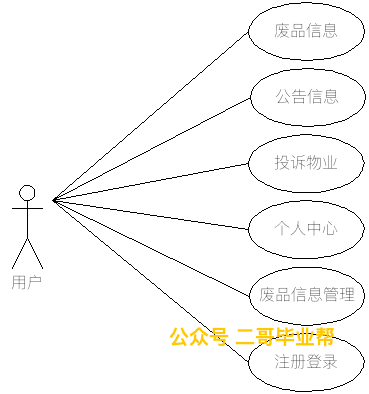 废品信息
公告信息
投诉物业
个人中心
用户
废品信息管理
公众号 二哥毕业帮
注册登录